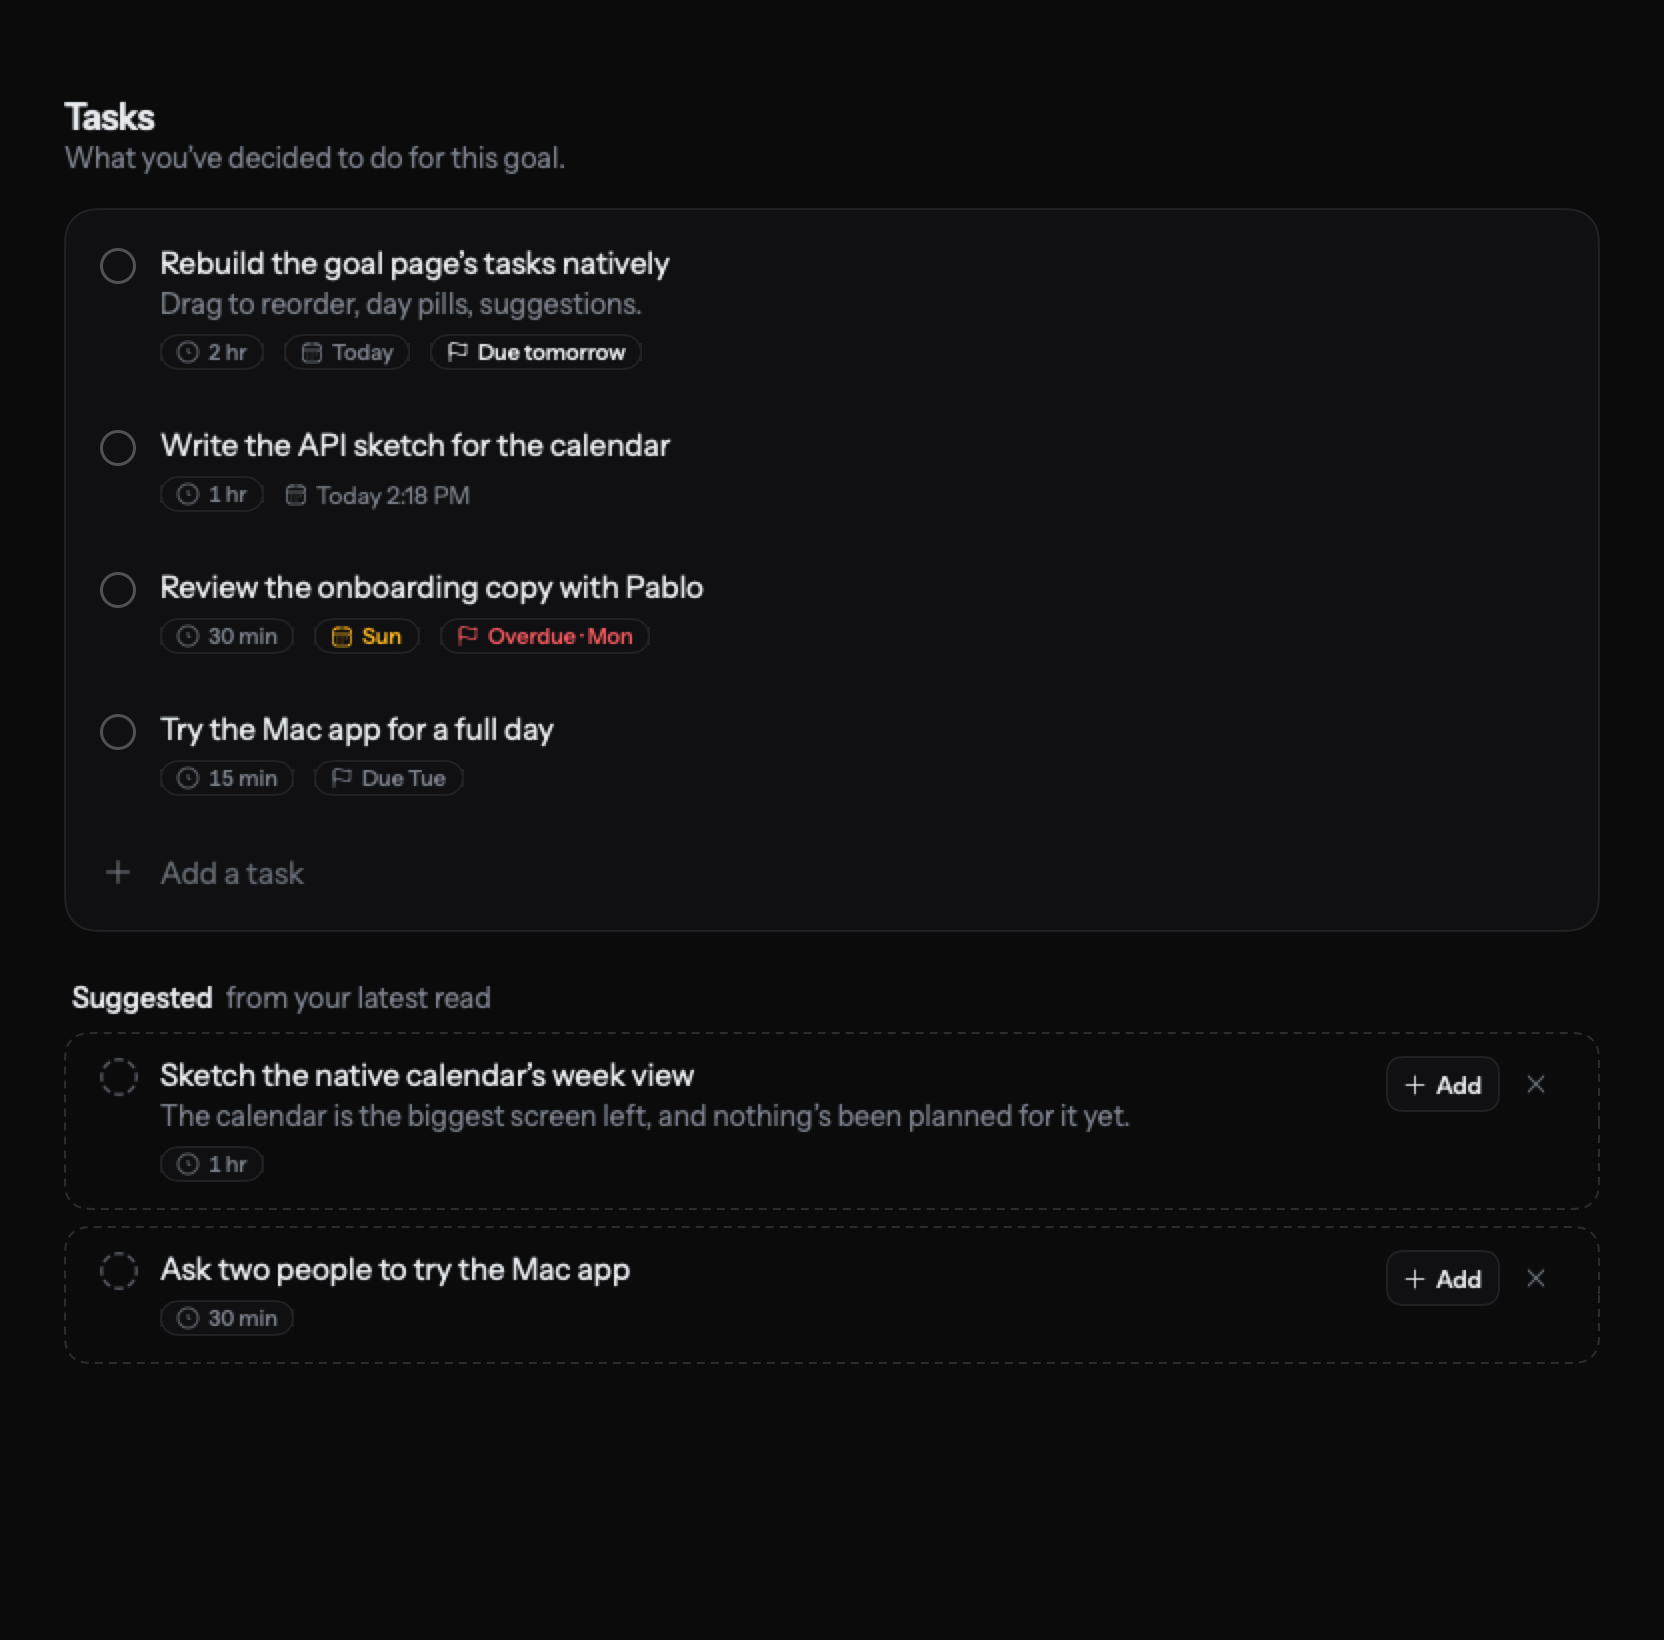 Tasks
What you've decided to do for this goal.
Rebuild the goal page's tasks natively
Drag to reorder, day pills, suggestions.
2 hr Today Due tomorrow
Write the API sketch for the calendar
1 hr Today 2:18 PM
Review the onboarding copy with Pablo
30 min Sun Overdue · Mon
Try the Mac app for a full day
15 min Due Tue
+ Add a task
Suggested from your latest read
Sketch the native calendar's week view
+ Add
The calendar is the biggest screen left, and nothing's been planned for it yet.
1 hr
Ask two people to try the Mac app
+ Add
30 min